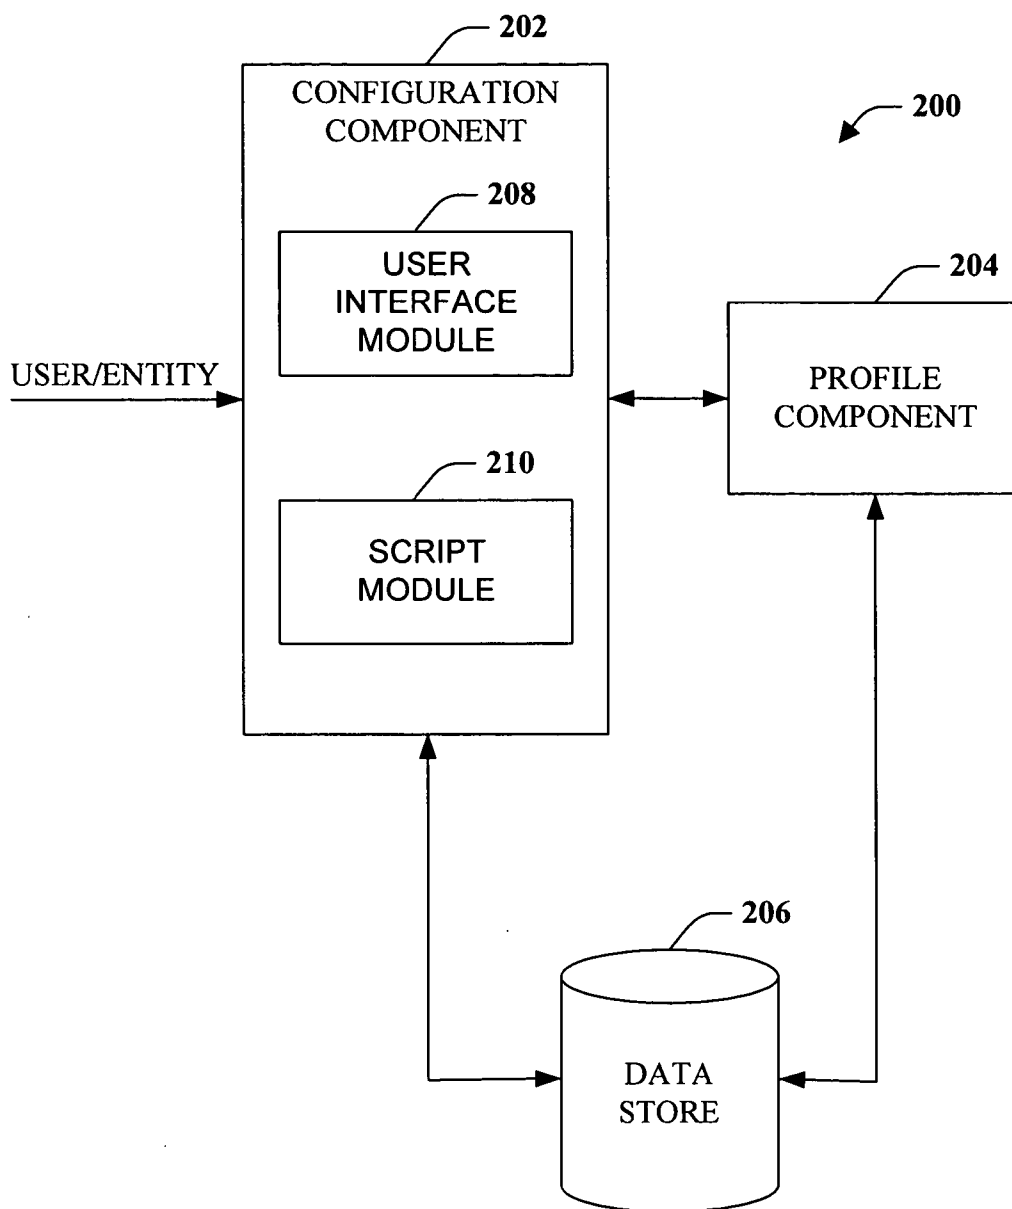 202
CONFIGURATION
COMPONENT
200
208
USER
INTERFACE
MODULE
204
USER/ENTITY
PROFILE
COMPONENT
210
SCRIPT
MODULE
206
DATA
STORE